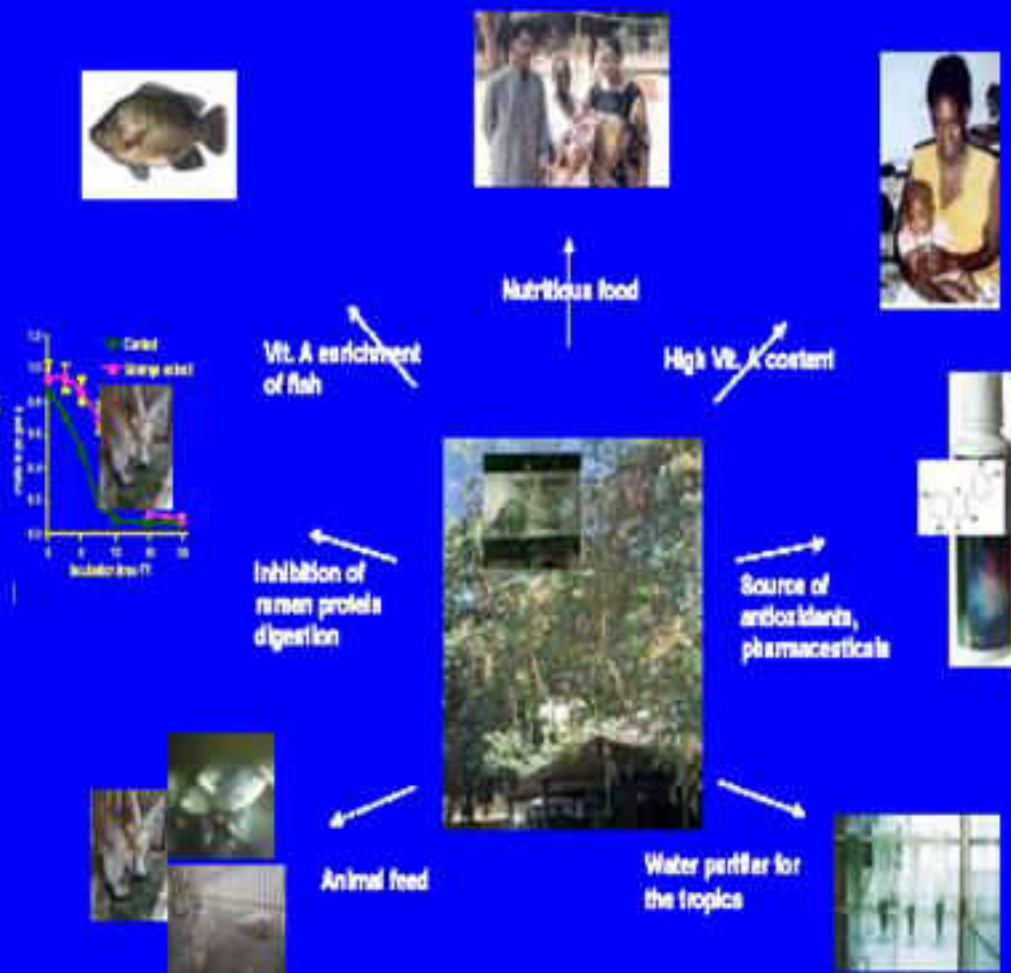 Nutritious food
Vit. A enrichment
of fish
High Vit. A content
Control
Inhibition of
rumen protein
digestion
Source of
antioxidants,
pharmaceuticals
Animal feed
Water purifier for
the tropics